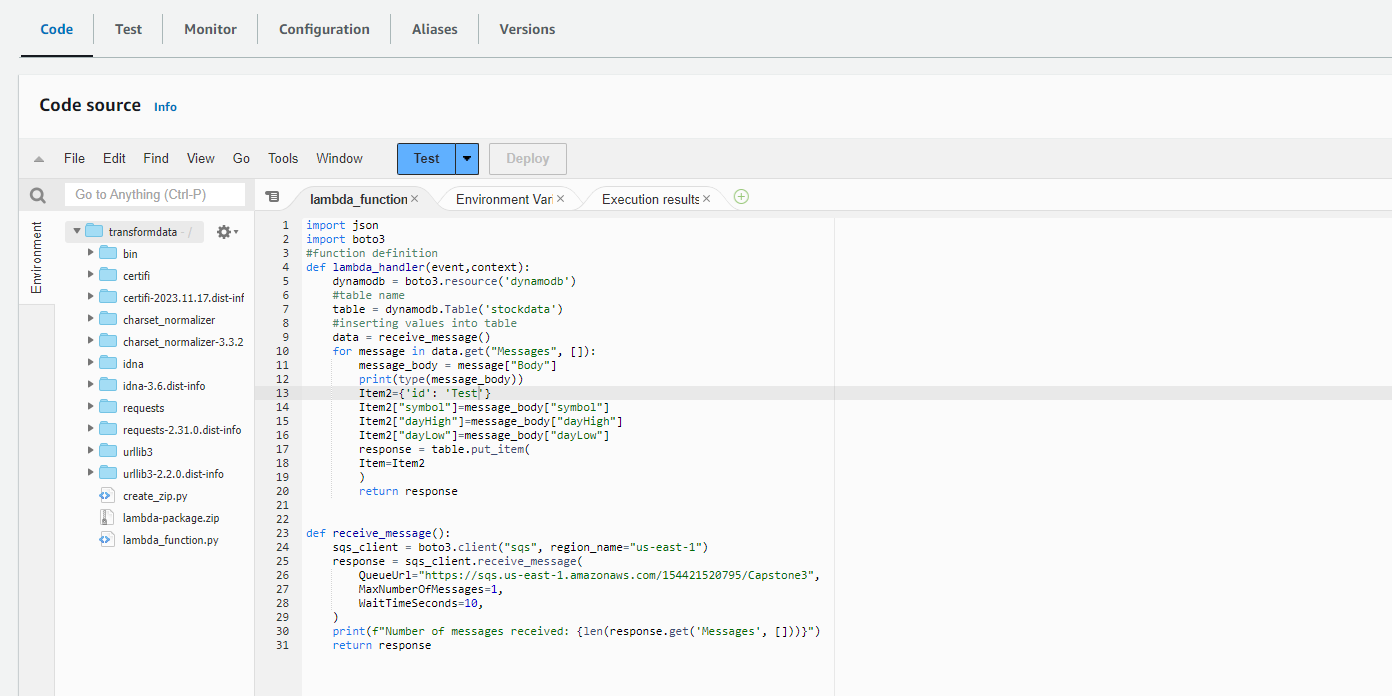 Code Test Monitor Configuration Aliases Versions
Code source Info
File Edit Find View Go Tools Window Test Deploy
Go to Anything (Ctrl-P)
lambda_function × Environment Vari × Execution results ×
Environment
transformdata - /
bin
certifi
certifi-2023.11.17.dist-inf
charset_normalizer
charset_normalizer-3.3.2
idna
idna-3.6.dist-info
requests
requests-2.31.0.dist-info
urllib3
urllib3-2.2.0.dist-info
create_zip.py
lambda-package.zip
lambda_function.py
1 import json
2 import boto3
3 #function definition
4 def lambda_handler(event,context):
5     dynamodb = boto3.resource('dynamodb')
6     #table name
7     table = dynamodb.Table('stockdata')
8     #inserting values into table
9     data = receive_message()
10     for message in data.get("Messages", []):
11         message_body = message["Body"]
12         print(type(message_body))
13         Item2={'id': 'Test'}
14         Item2["symbol"]=message_body["symbol"]
15         Item2["dayHigh"]=message_body["dayHigh"]
16         Item2["dayLow"]=message_body["dayLow"]
17         response = table.put_item(
18         Item=Item2
19         )
20         return response
21
22
23 def receive_message():
24     sqs_client = boto3.client("sqs", region_name="us-east-1")
25     response = sqs_client.receive_message(
26         QueueUrl="https://sqs.us-east-1.amazonaws.com/154421520795/Capstone3",
27         MaxNumberOfMessages=1,
28         WaitTimeSeconds=10,
29     )
30     print(f"Number of messages received: {len(response.get('Messages', []))}")
31     return response